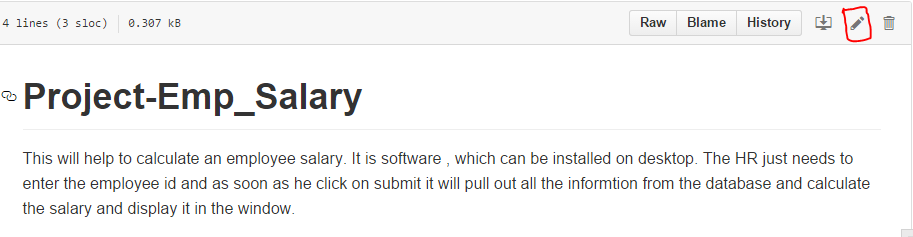 4 lines (3 sloc) 0.307 kB Raw Blame History
Project-Emp_Salary
This will help to calculate an employee salary. It is software , which can be installed on desktop. The HR just needs to
enter the employee id and as soon as he click on submit it will pull out all the informtion from the database and calculate
the salary and display it in the window.